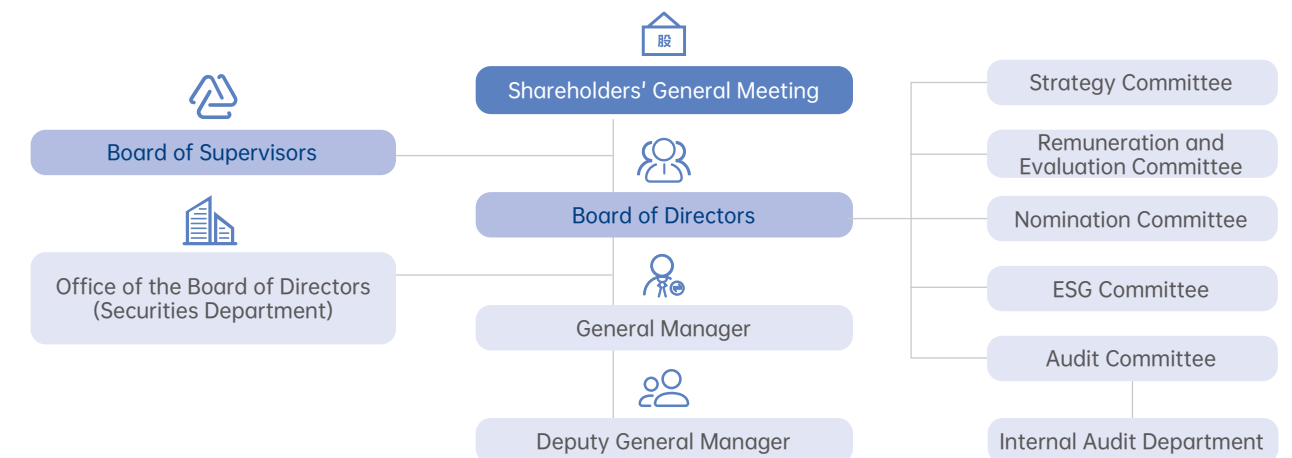 股
Shareholders' General Meeting
Board of Supervisors
Board of Directors
Office of the Board of Directors
(Securities Department)
General Manager
Deputy General Manager
Strategy Committee
Remuneration and
Evaluation Committee
Nomination Committee
ESG Committee
Audit Committee
Internal Audit Department